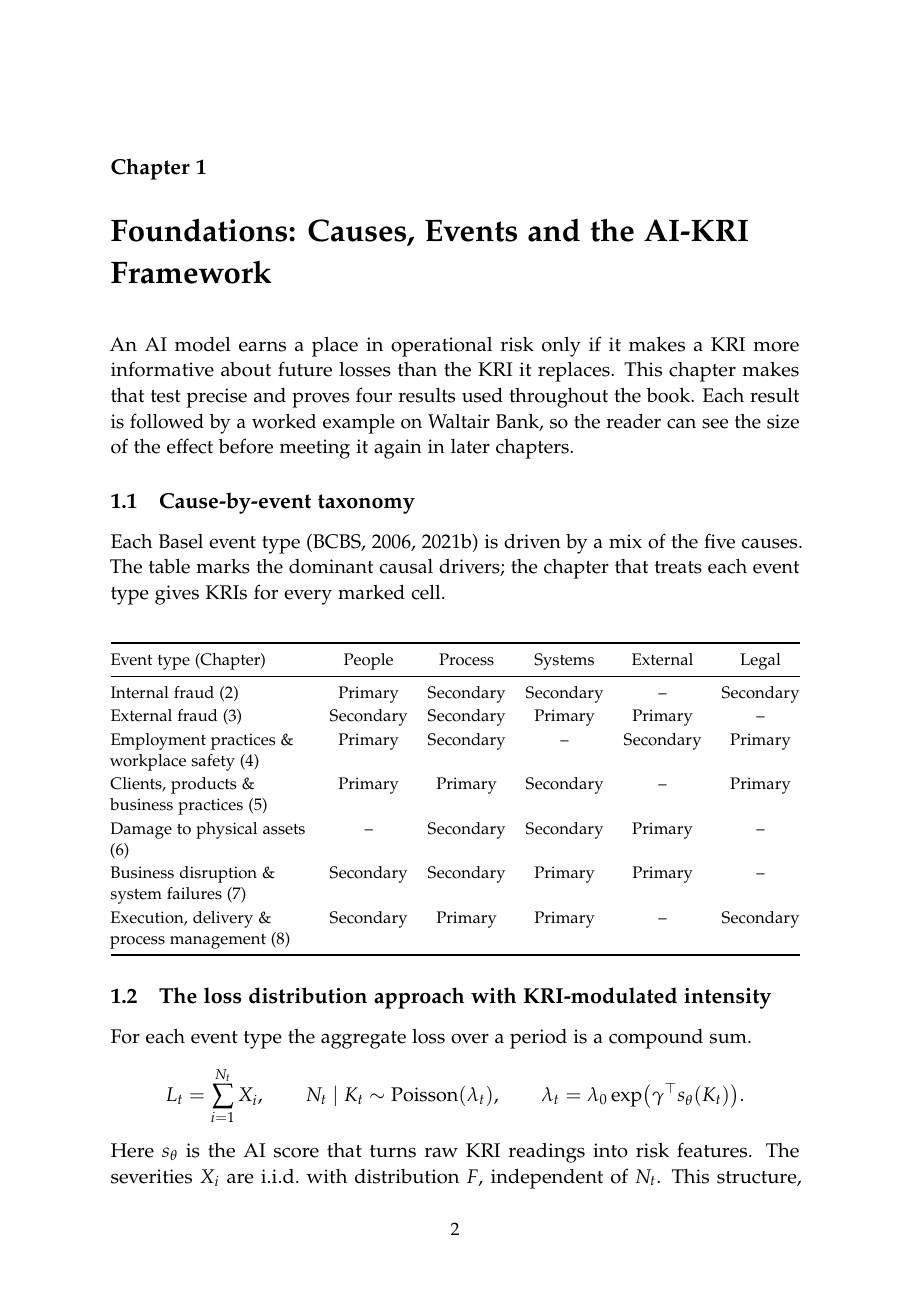 Chapter 1
Foundations: Causes, Events and the AI-KRI
Framework
An AI model earns a place in operational risk only if it makes a KRI more
informative about future losses than the KRI it replaces. This chapter makes
that test precise and proves four results used throughout the book. Each result
is followed by a worked example on Waltair Bank, so the reader can see the size
of the effect before meeting it again in later chapters.
1.1 Cause-by-event taxonomy
Each Basel event type (BCBS, 2006, 2021b) is driven by a mix of the five causes.
The table marks the dominant causal drivers; the chapter that treats each event
type gives KRIs for every marked cell.
Event type (Chapter) People Process Systems External Legal
Internal fraud (2) Primary Secondary Secondary – Secondary
External fraud (3) Secondary Secondary Primary Primary –
Employment practices & Primary Secondary – Secondary Primary
workplace safety (4)
Clients, products & Primary Primary Secondary – Primary
business practices (5)
Damage to physical assets – Secondary Secondary Primary –
(6)
Business disruption & Secondary Secondary Primary Primary –
system failures (7)
Execution, delivery & Secondary Primary Primary – Secondary
process management (8)
1.2 The loss distribution approach with KRI-modulated intensity
For each event type the aggregate loss over a period is a compound sum.
L_t = ∑_{i=1}^{N_t} X_i, N_t | K_t ∼ Poisson(λ_t), λ_t = λ_0 exp(γ^⊤ s_θ(K_t)).
Here s_θ is the AI score that turns raw KRI readings into risk features. The
severities X_i are i.i.d. with distribution F, independent of N_t. This structure,
2